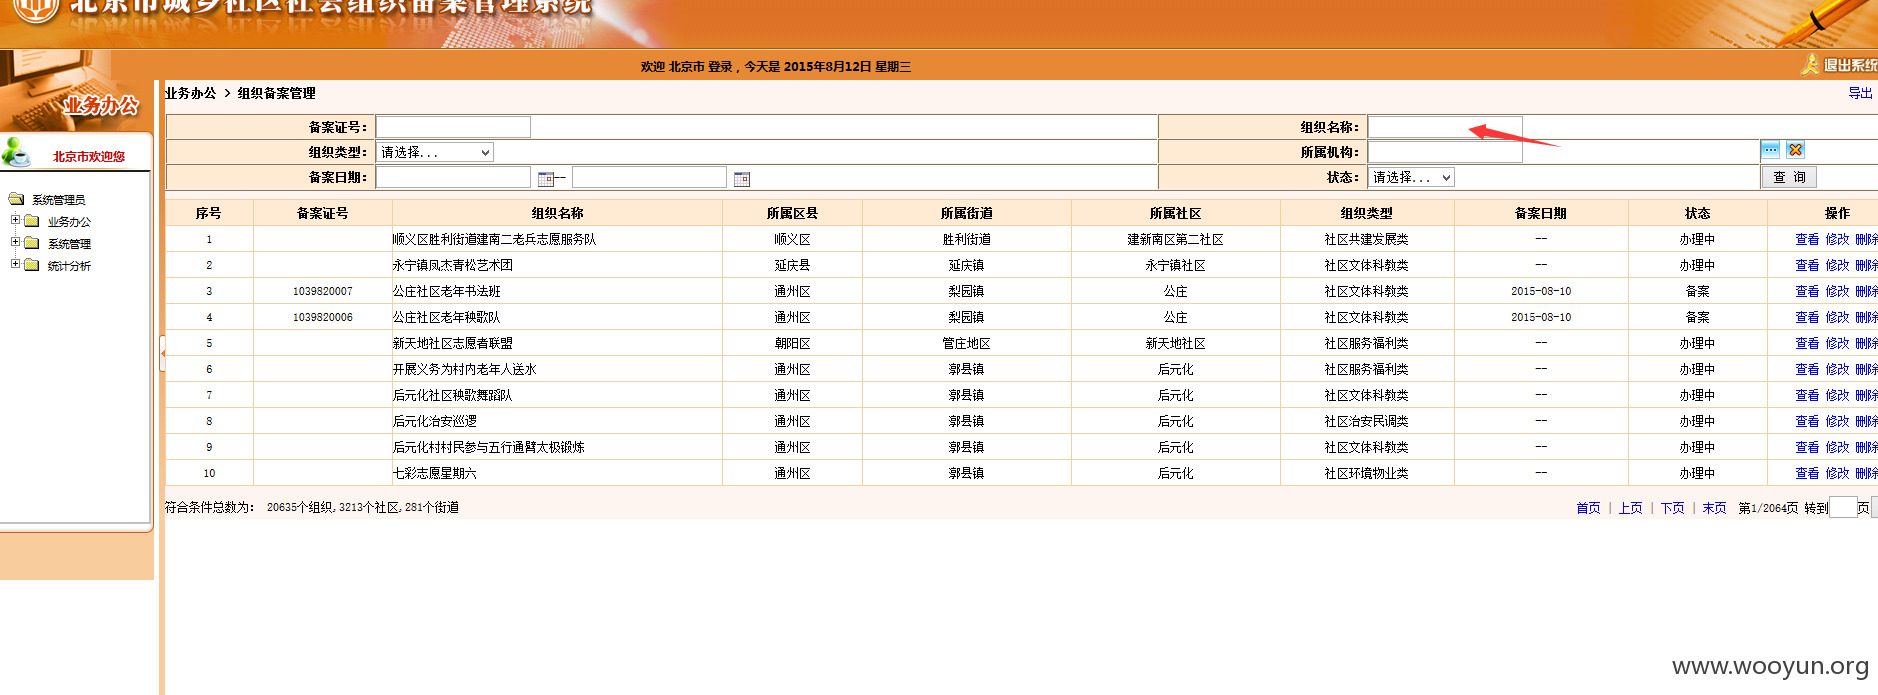 北京市城乡社区社会组织备案管理系统
欢迎 北京市 登录，今天是 2015年8月12日 星期三
退出系统
业务办公
业务办公 > 组织备案管理
导出
备案证号：
组织名称：
组织类型： 请选择...
所属机构：
备案日期： --
状态： 请选择...
查 询
北京市欢迎您
系统管理员
业务办公
系统管理
统计分析
序号 备案证号 组织名称 所属区县 所属街道 所属社区 组织类型 备案日期 状态 操作
1 顺义区胜利街道建南二老兵志愿服务队 顺义区 胜利街道 建新南区第二社区 社区共建发展类 -- 办理中 查看 修改 删除
2 永宁镇凤杰青松艺术团 延庆县 延庆镇 永宁镇社区 社区文体科教类 -- 办理中 查看 修改 删除
3 1039820007 公庄社区老年书法班 通州区 梨园镇 公庄 社区文体科教类 2015-08-10 备案 查看 修改 删除
4 1039820006 公庄社区老年秧歌队 通州区 梨园镇 公庄 社区文体科教类 2015-08-10 备案 查看 修改 删除
5 新天地社区志愿者联盟 朝阳区 管庄地区 新天地社区 社区服务福利类 -- 办理中 查看 修改 删除
6 开展义务为村内老年人送水 通州区 漷县镇 后元化 社区服务福利类 -- 办理中 查看 修改 删除
7 后元化社区秧歌舞蹈队 通州区 漷县镇 后元化 社区文体科教类 -- 办理中 查看 修改 删除
8 后元化治安巡逻 通州区 漷县镇 后元化 社区治安民调类 -- 办理中 查看 修改 删除
9 后元化村村民参与五行通臂太极锻炼 通州区 漷县镇 后元化 社区文体科教类 -- 办理中 查看 修改 删除
10 七彩志愿星期六 通州区 漷县镇 后元化 社区环境物业类 -- 办理中 查看 修改 删除
符合条件总数为： 20635个组织,3213个社区,281个街道
首页 | 上页 | 下页 | 末页 第1/2064页 转到 页
www.wooyun.org